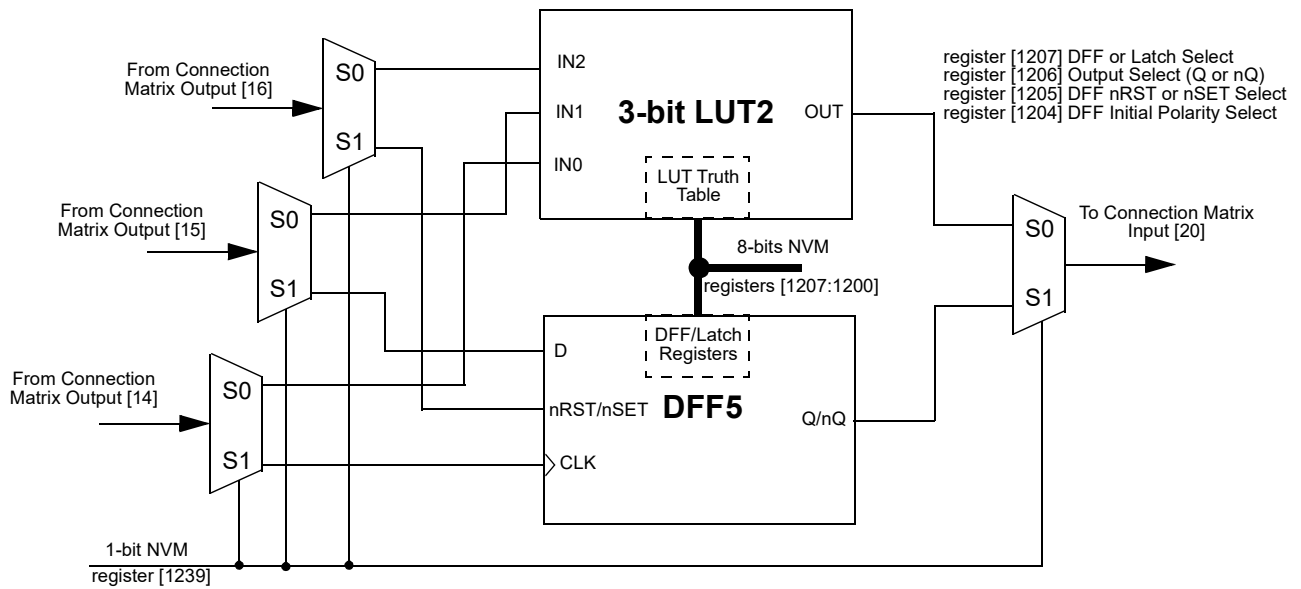 From Connection
Matrix Output [16]
S0
S1
IN2
IN1
IN0
3-bit LUT2
OUT
LUT Truth
Table
register [1207] DFF or Latch Select
register [1206] Output Select (Q or nQ)
register [1205] DFF nRST or nSET Select
register [1204] DFF Initial Polarity Select
From Connection
Matrix Output [15]
S0
S1
8-bits NVM
registers [1207:1200]
S0
S1
To Connection Matrix
Input [20]
From Connection
Matrix Output [14]
S0
S1
D
nRST/nSET
CLK
DFF/Latch
Registers
DFF5
Q/nQ
1-bit NVM
register [1239]